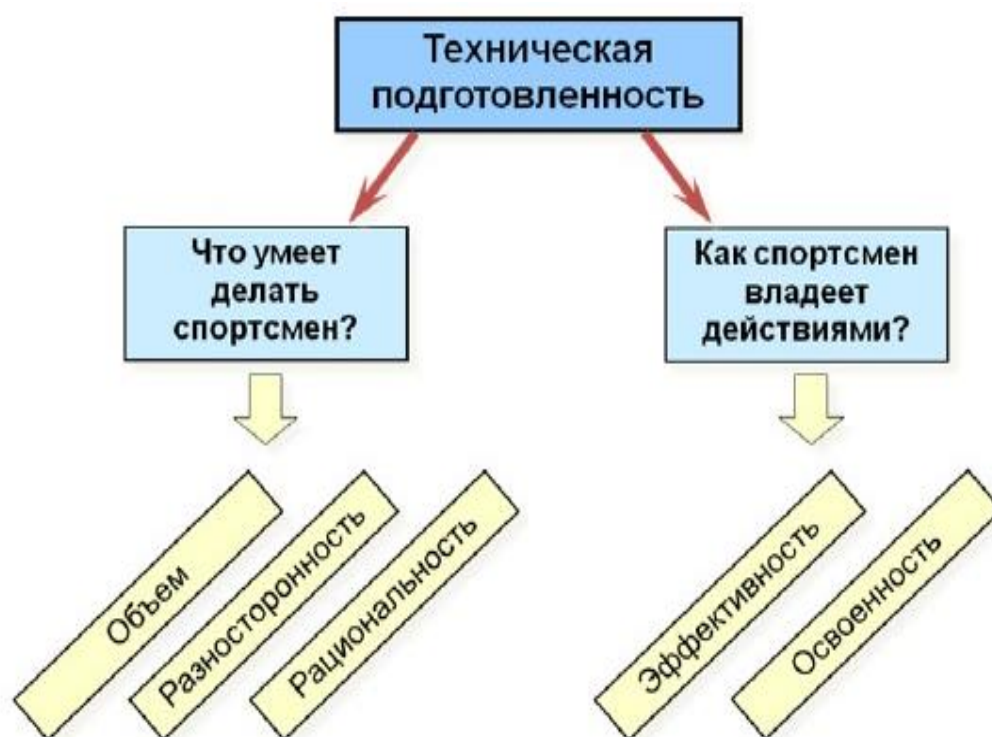 Техническая
подготовленность
Что умеет
делать
спортсмен?
Как спортсмен
владеет
действиями?
Объем
Разносторонность
Рациональность
Эффективность
Освоенность